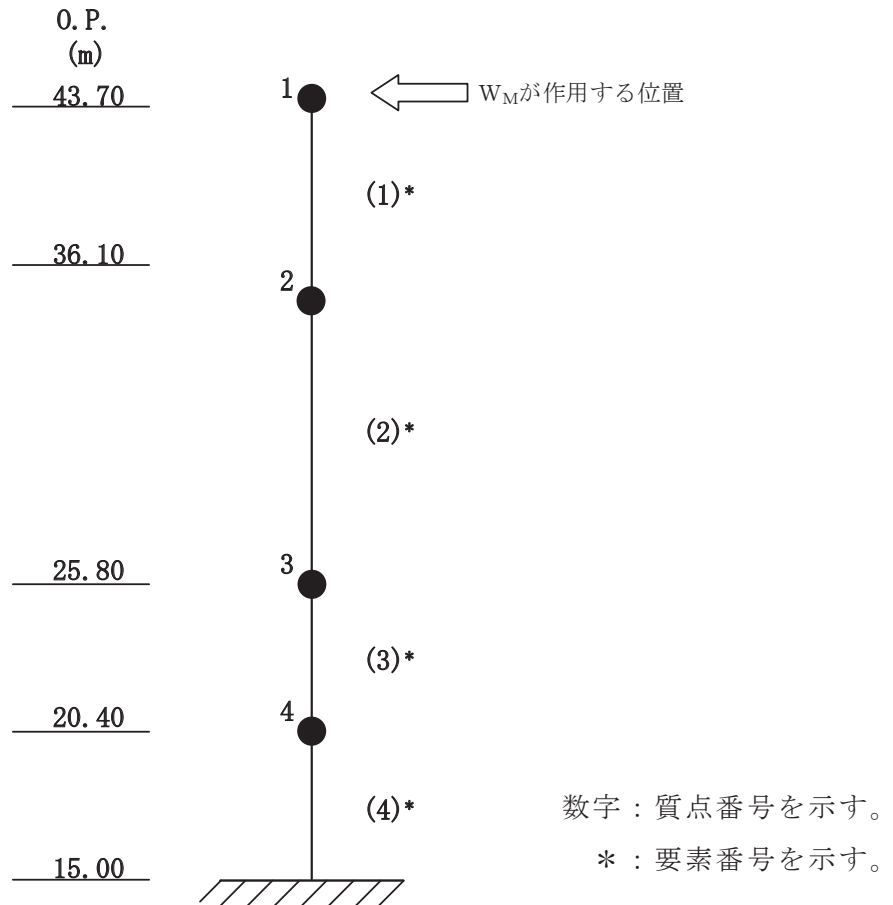 O.P.
(m)
1
W_Mが作用する位置
43.70
(1)*
36.10
2
(2)*
3
25.80
(3)*
4
20.40
(4)*
数字:質点番号を示す。
*:要素番号を示す。
15.00